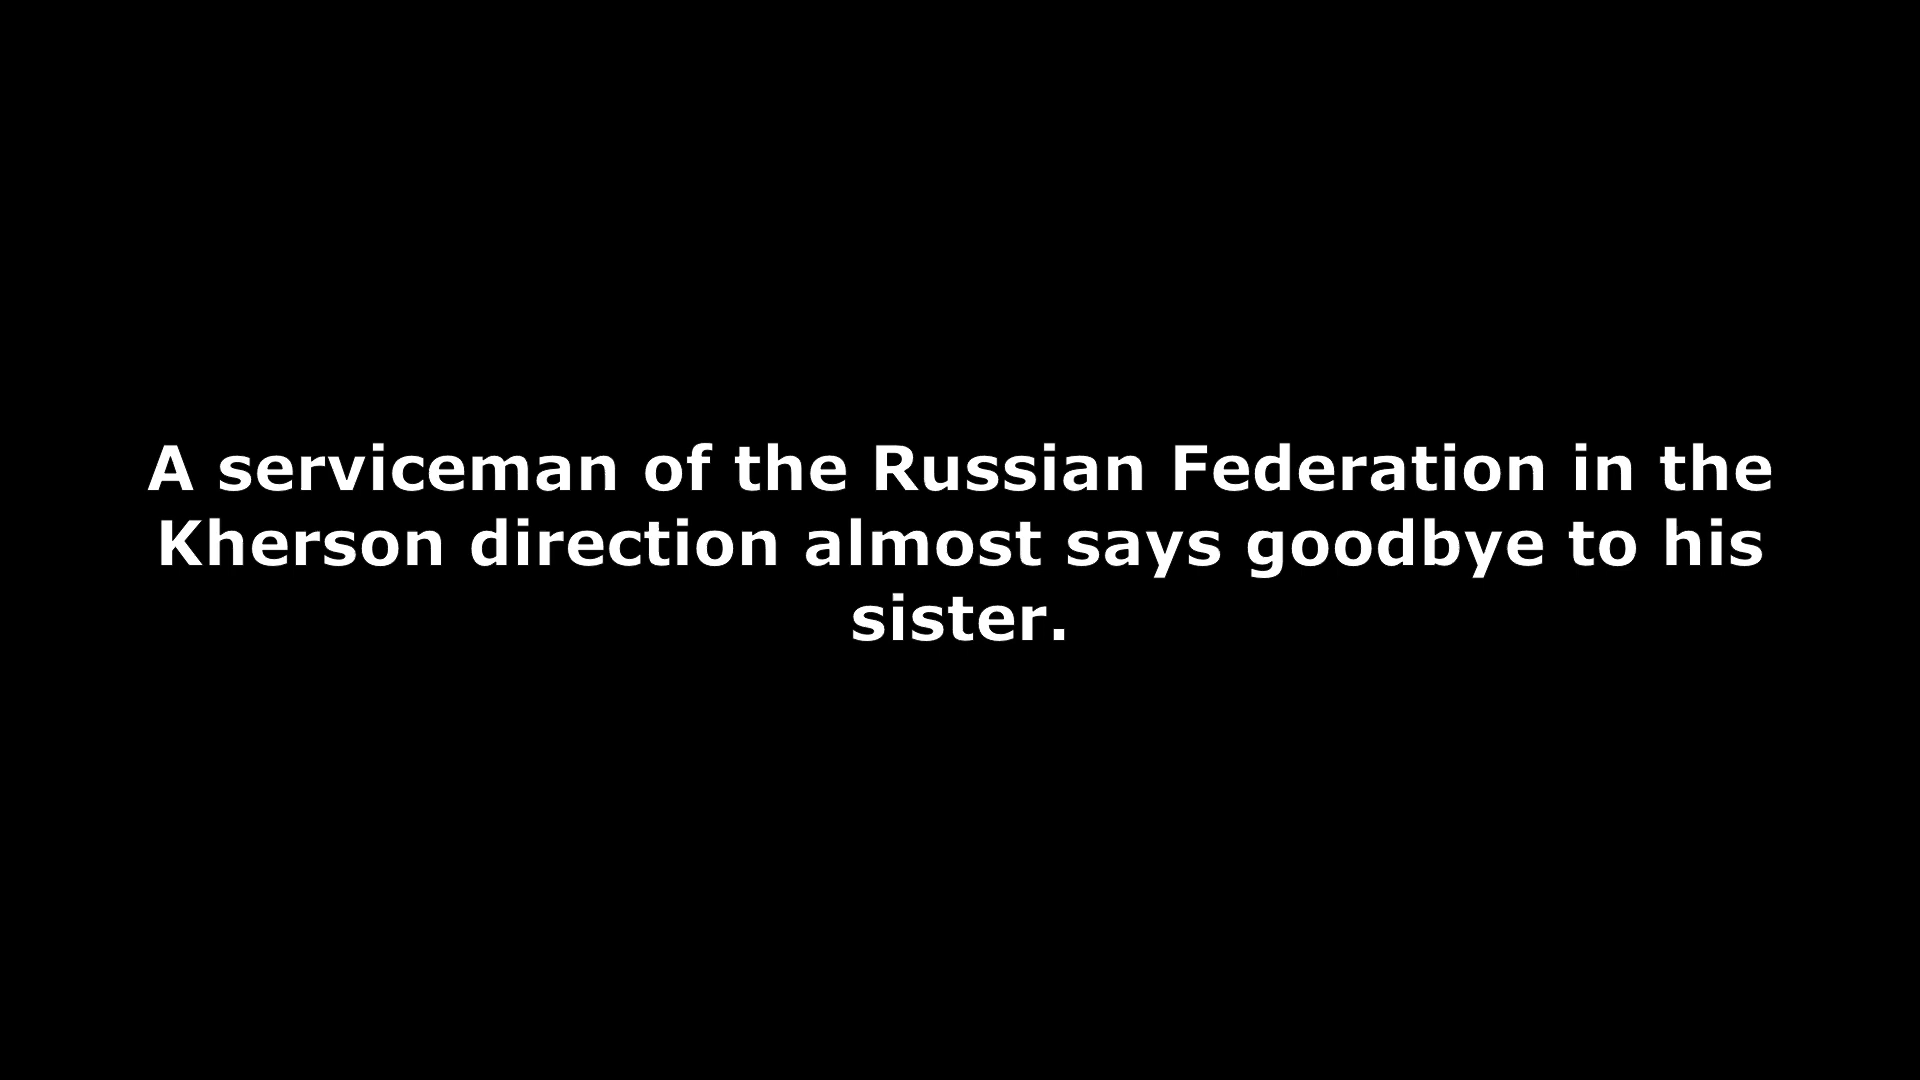 A serviceman of the Russian Federation in the
Kherson direction almost says goodbye to his
sister.